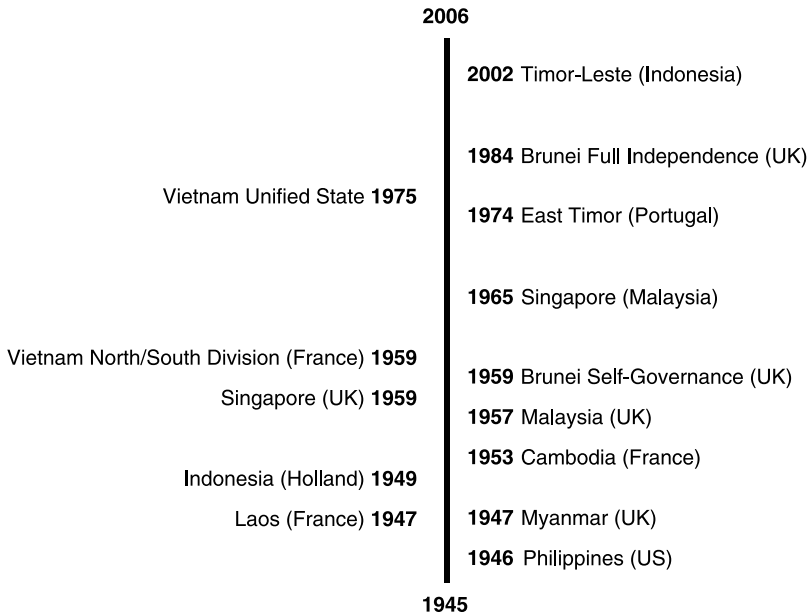 2006
2002 Timor-Leste (Indonesia)
1984 Brunei Full Independence (UK)
Vietnam Unified State 1975
1974 East Timor (Portugal)
1965 Singapore (Malaysia)
Vietnam North/South Division (France) 1959
1959 Brunei Self-Governance (UK)
Singapore (UK) 1959
1957 Malaysia (UK)
1953 Cambodia (France)
Indonesia (Holland) 1949
Laos (France) 1947
1947 Myanmar (UK)
1946 Philippines (US)
1945